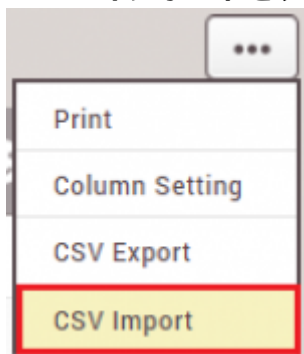 •••
Print
Column Setting
CSV Export
CSV Import